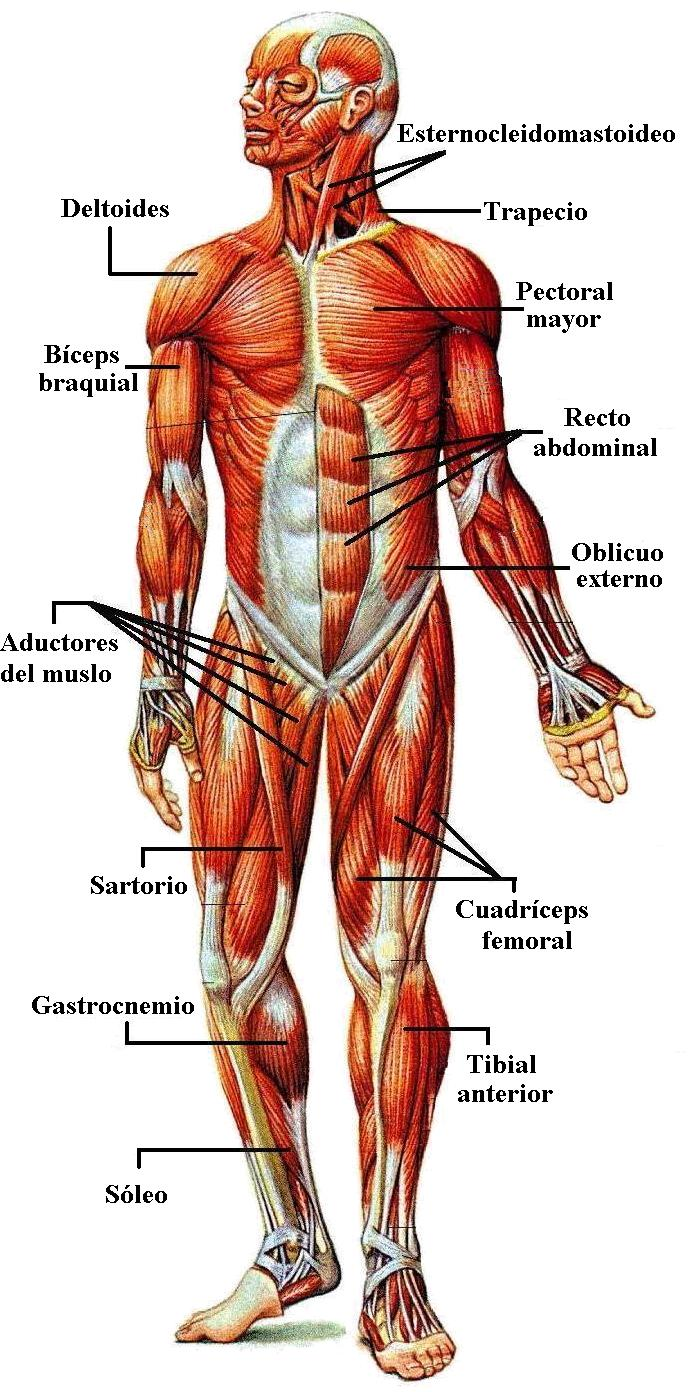 Esternocleidomastoideo
Deltoides
Trapecio
Pectoral
mayor
Bíceps
braquial
Recto
abdominal
Oblicuo
externo
Aductores
del muslo
Sartorio
Cuadríceps
femoral
Gastrocnemio
Tibial
anterior
Sóleo